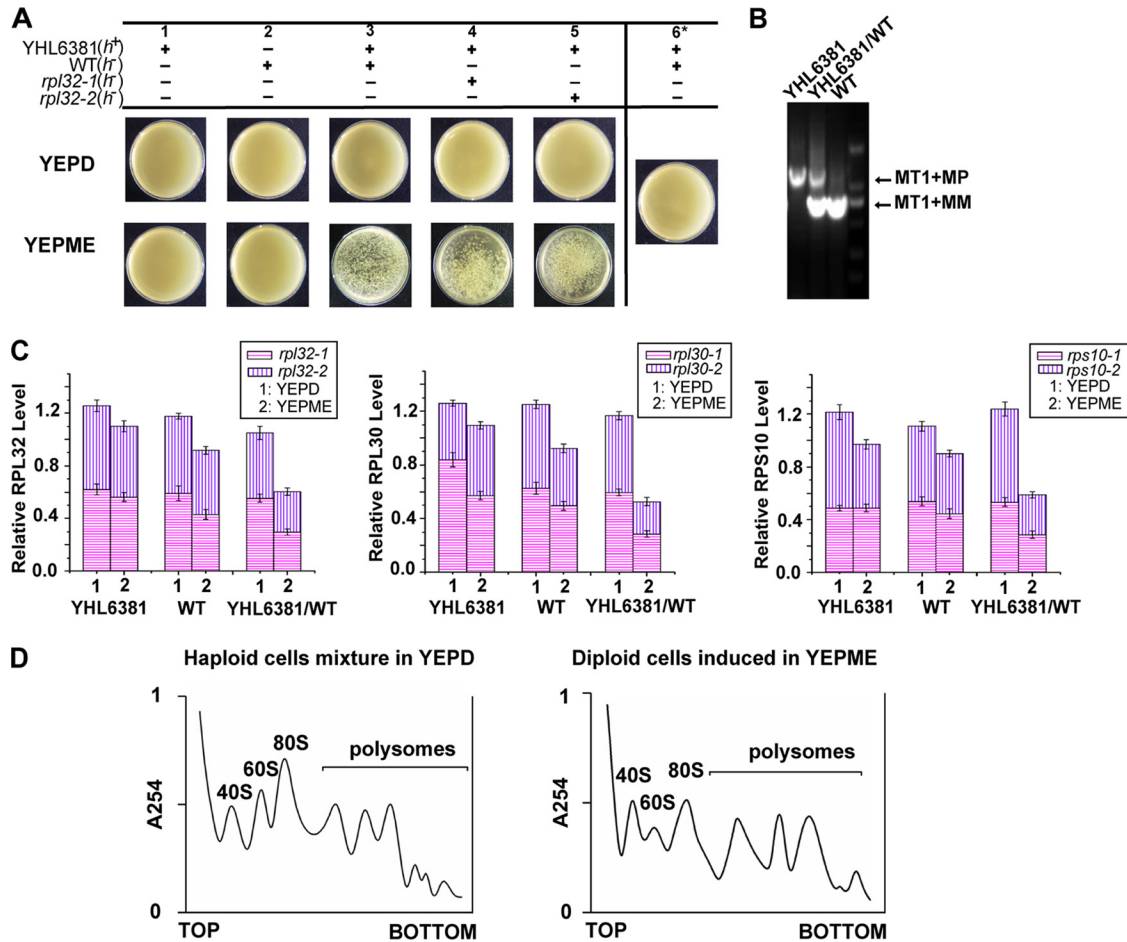 A
1 2 3 4 5 6*
YHL6381(h+) + – + + + +
WT(h-) – + + – – +
rpl32-1(h-) – – – + – –
rpl32-2(h-) – – – – + –
YEPD
YEPME
B
YHL6381
YHL6381/WT
WT
MT1+MP
MT1+MM
C
Relative RPL32 Level
1.2
0.8
0.4
0.0
rpl32-1
rpl32-2
1: YEPD
2: YEPME
1 2 1 2 1 2
YHL6381 WT YHL6381/WT
Relative RPL30 Level
1.2
0.8
0.4
0.0
rpl30-1
rpl30-2
1: YEPD
2: YEPME
1 2 1 2 1 2
YHL6381 WT YHL6381/WT
Relative RPS10 Level
1.2
0.8
0.4
0.0
rps10-1
rps10-2
1: YEPD
2: YEPME
1 2 1 2 1 2
YHL6381 WT YHL6381/WT
D
Haploid cells mixture in YEPD
1
A254
0
40S
60S
80S
polysomes
TOP BOTTOM
Diploid cells induced in YEPME
1
A254
0
40S
60S
80S
polysomes
TOP BOTTOM